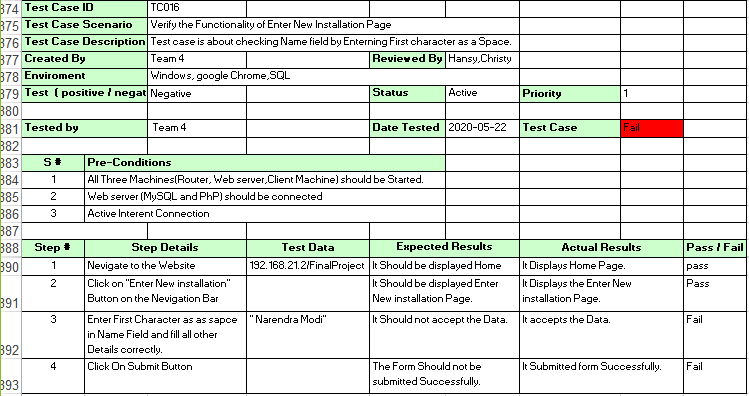 374 Test Case ID TC016
375 Test Case Scenario Verify the Functionality of Enter New Installation Page
376 Test Case Description Test case is about checking Name field by Enterning First character as a Space.
377 Created By Team 4 Reviewed By Hansy,Christy
378 Enviroment Windows, google Chrome,SQL
379 Test ( positive / negat Negative Status Active Priority 1
380
381 Tested by Team 4 Date Tested 2020-05-22 Test Case Fail
382
383 S # Pre-Conditions
384 1 All Three Machines(Router, Web server,Client Machine) should be Started.
385 2 Web server (MySQL and PhP) should be connected
386 3 Active Interent Connection
387
388 Step # Step Details Test Data Expected Results Actual Results Pass / Fail
390 1 Nevigate to the Website 192.168.21.2/FinalProject It Should be displayed Home It Displays Home Page. pass
2 Click on "Enter New installation" It Should be displayed Enter It Displays the Enter New Pass
391 Button on the Nevigation Bar New installation Page. installation Page.
3 Enter First Character as as sapce " Narendra Modi" It Should not accept the Data. It accepts the Data. Fail
in Name Field and fill all other
392 Details correctly.
4 Click On Submit Button The Form Should not be It Submitted form Successfully. Fail
393 submitted Successfully.